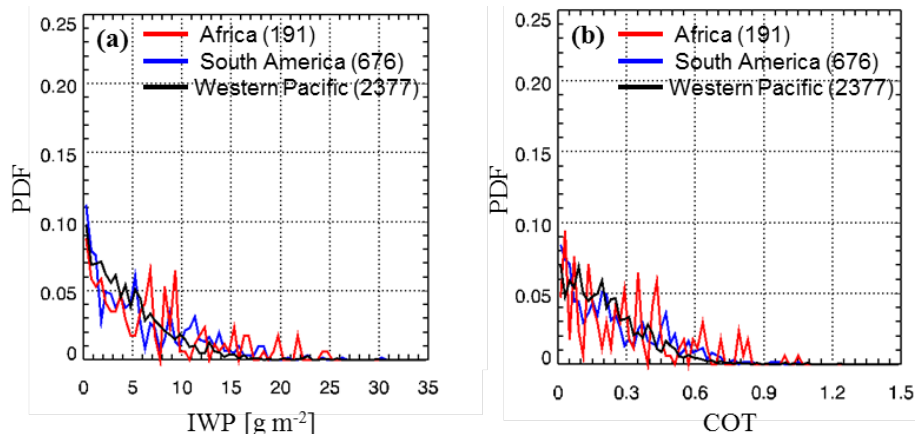 0.25
0.20
0.15
0.10
0.05
0
PDF
(a)
Africa (191)
South America (676)
Western Pacific (2377)
0 5 10 15 20 25 30 35
IWP [g m⁻²]
0.25
0.20
0.15
0.10
0.05
0.00
PDF
(b)
Africa (191)
South America (676)
Western Pacific (2377)
0 0.3 0.6 0.9 1.2 1.5
COT